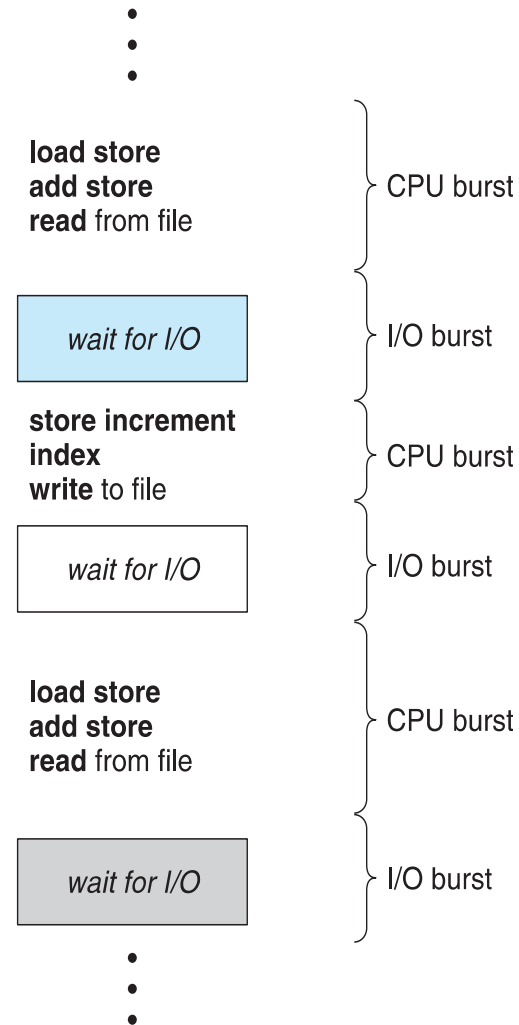 load store
add store
read from file
CPU burst
wait for I/O
I/O burst
store increment
index
write to file
CPU burst
wait for I/O
I/O burst
load store
add store
read from file
CPU burst
wait for I/O
I/O burst